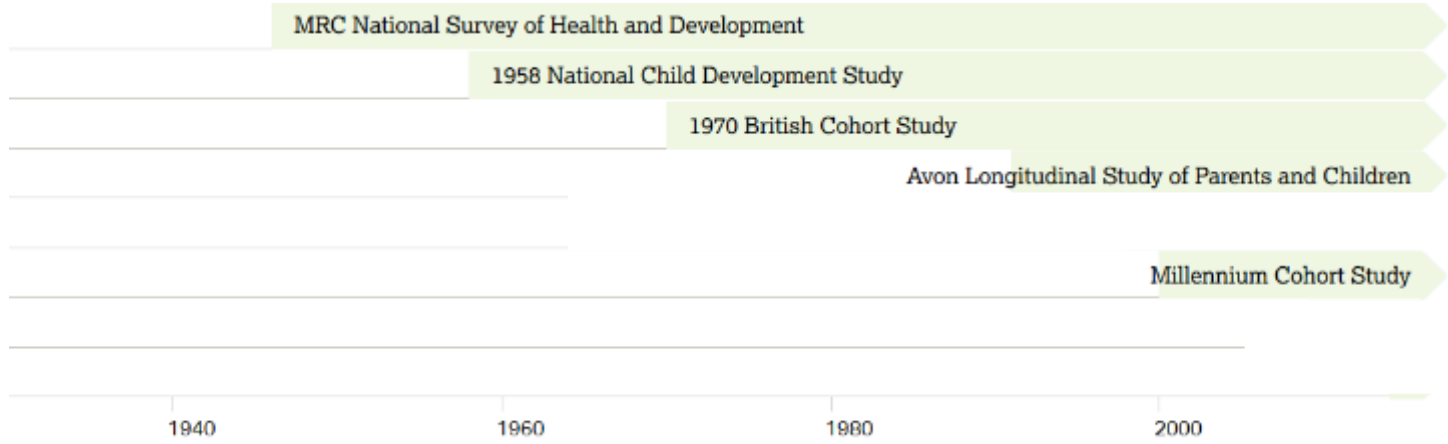 MRC National Survey of Health and Development
1958 National Child Development Study
1970 British Cohort Study
Avon Longitudinal Study of Parents and Children
Millennium Cohort Study
1940 1960 1980 2000